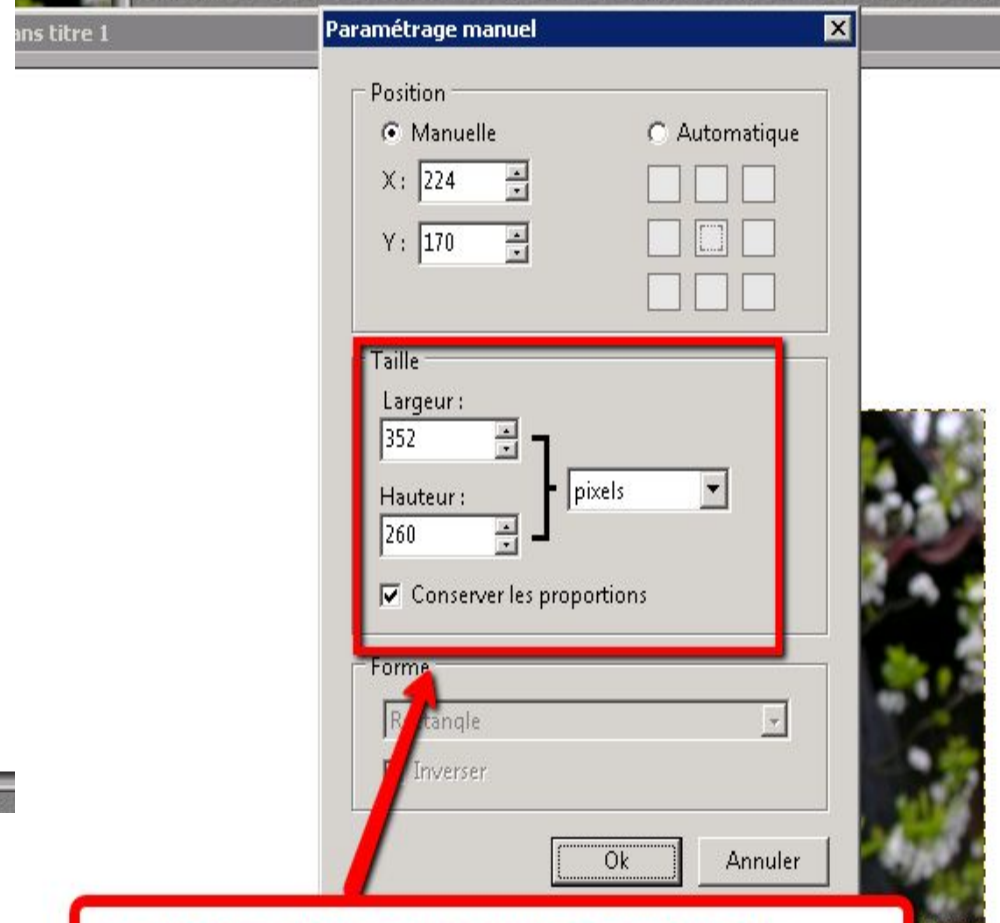 ans titre 1
Paramétrage manuel
Position
Manuelle
Automatique
X: 224
Y: 170
Taille
Largeur :
352
pixels
Hauteur :
260
Conserver les proportions
Forme
Rectangle
Inverser
Ok
Annuler